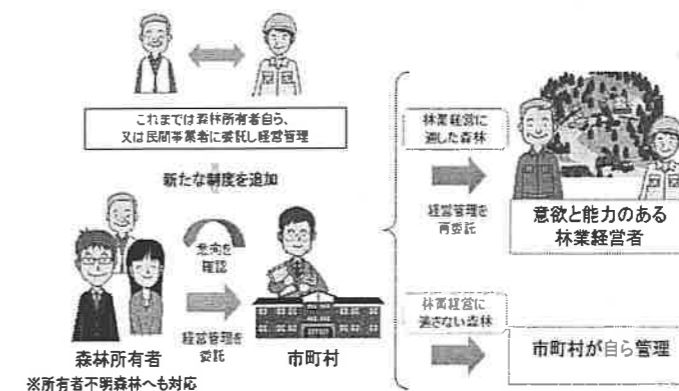 これまでは森林所有者自ら、
又は民間事業者に委託し経営管理
新たな制度を追加
意向を
確認
経営管理を
委託
森林所有者
市町村
※所有者不明森林へも対応
林業経営に
適した森林
経営管理を
再委託
意欲と能力のある
林業経営者
林業経営に
適さない森林
市町村が自ら管理